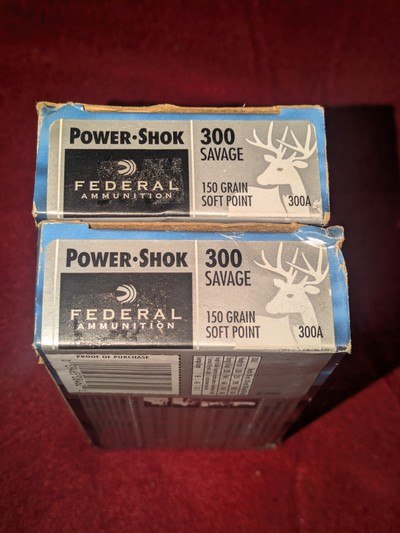 POWER·SHOK
FEDERAL
AMMUNITION
300
SAVAGE
150 GRAIN
SOFT POINT
300A
POWER·SHOK
FEDERAL
AMMUNITION
300
SAVAGE
150 GRAIN
SOFT POINT
300A
PROOF OF PURCHASE